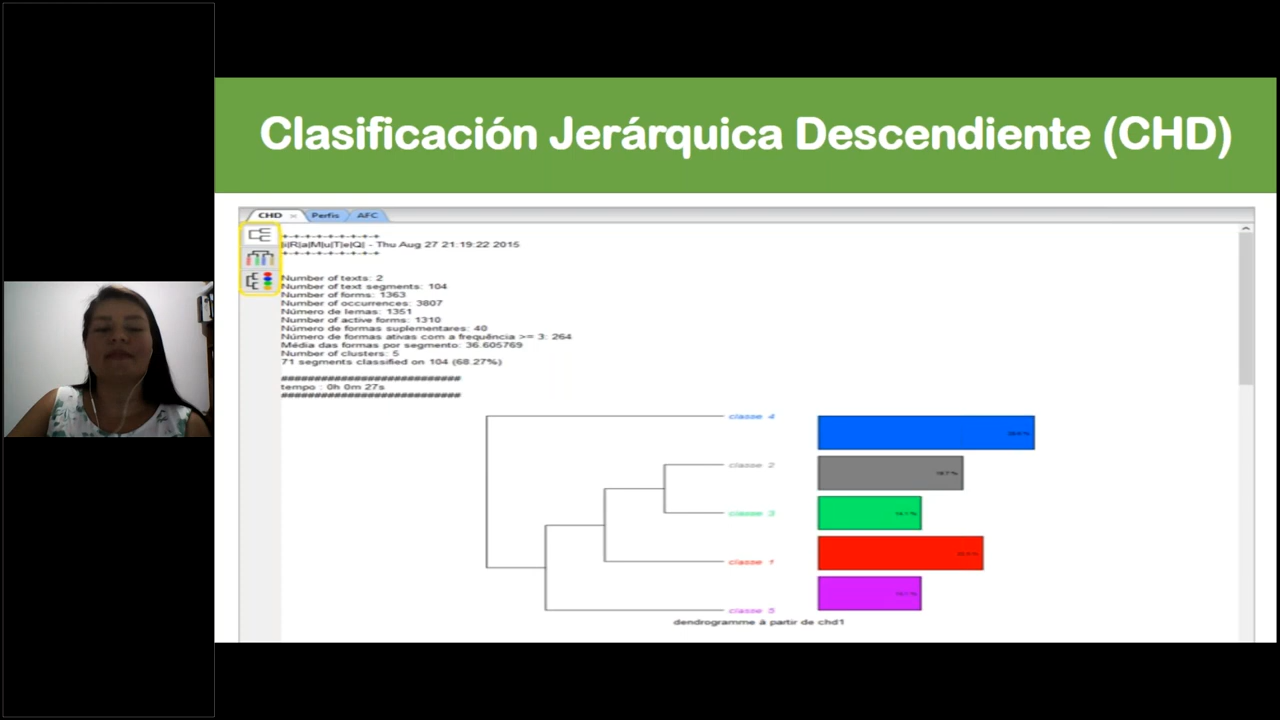 Clasificación Jerárquica Descendiente (CHD)
CHD Perfis AFC
+-+-+-+-+-+-+-+-+-+-+
|i|R|a|M|u|T|e|Q| - Thu Aug 27 21:19:22 2015
+-+-+-+-+-+-+-+-+-+-+
Number of texts: 2
Number of text segments: 104
Number of forms: 1363
Number of occurrences: 3807
Número de lemas: 1351
Number of active forms: 1310
Número de formas suplementares: 40
Número de formas ativas com a frequência >= 3: 264
Média das formas por segmento: 36.605769
Number of clusters: 5
71 segments classified on 104 (68.27%)
###########################
tempo : 0h 0m 27s
###########################
classe 4
classe 2
classe 3
classe 1
classe 5
dendrogramme à partir de chd1